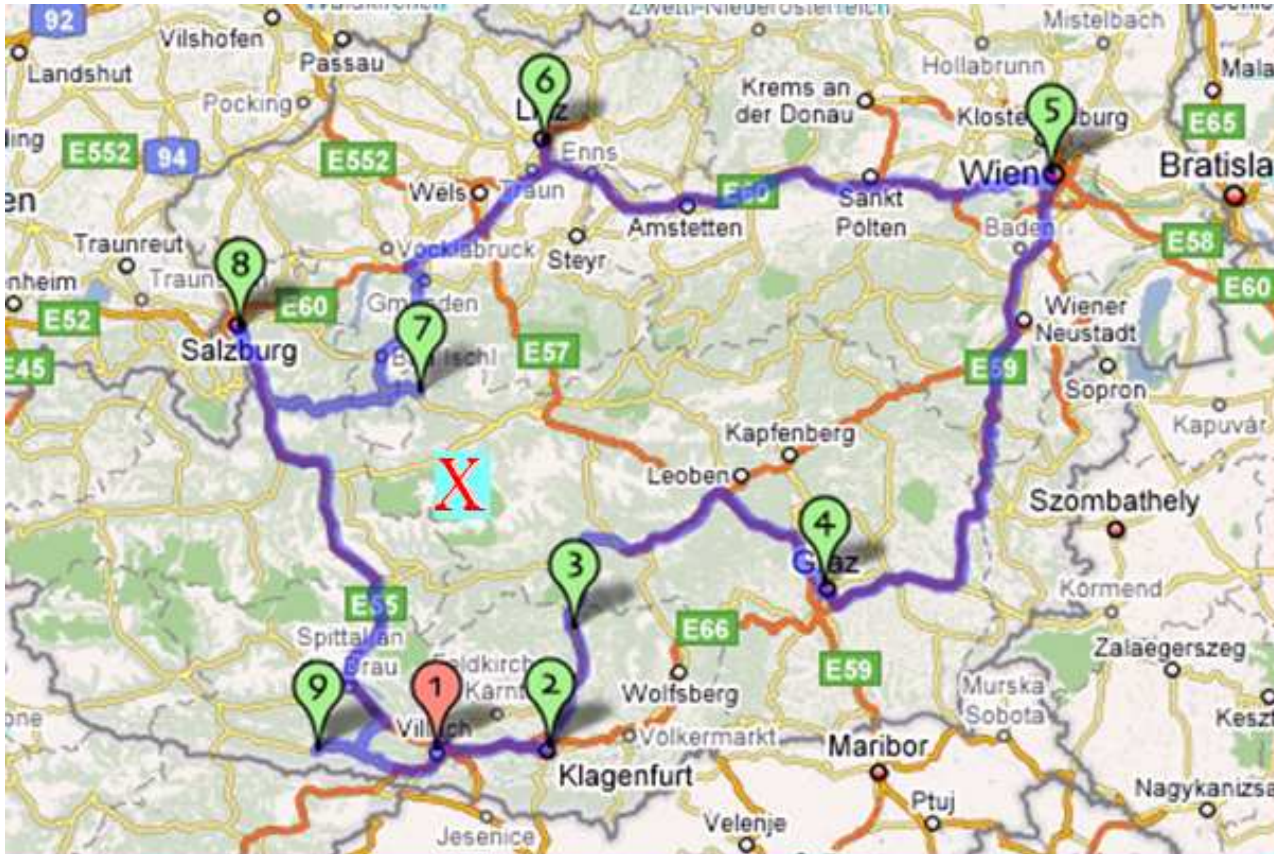 92
Vilshofen
Passau
Landshut
Pocking
E552
94
E552
Wels
6
Enns
Traun
Krems an
der Donau
Hollabrunn
Mistelbach
5
Wien
E65
Bratisla
E60
Sankt
Pölten
Amstetten
Steyr
Baden
E58
E60
Traunreut
8
Vöcklabruck
E60
E52
Salzburg
7
E57
Wiener
Neustadt
E59
Sopron
Kapuvár
E45
X
Kapfenberg
Leoben
Szombathely
3
4
Graz
Körmend
E55
Spittal an
Drau
E66
E59
Zalaegerszeg
9
1
2
Wolfsberg
Murska
Sobota
Völkermarkt
Klagenfurt
Maribor
Jesenice
Velenje
Ptuj
Nagykanizsa